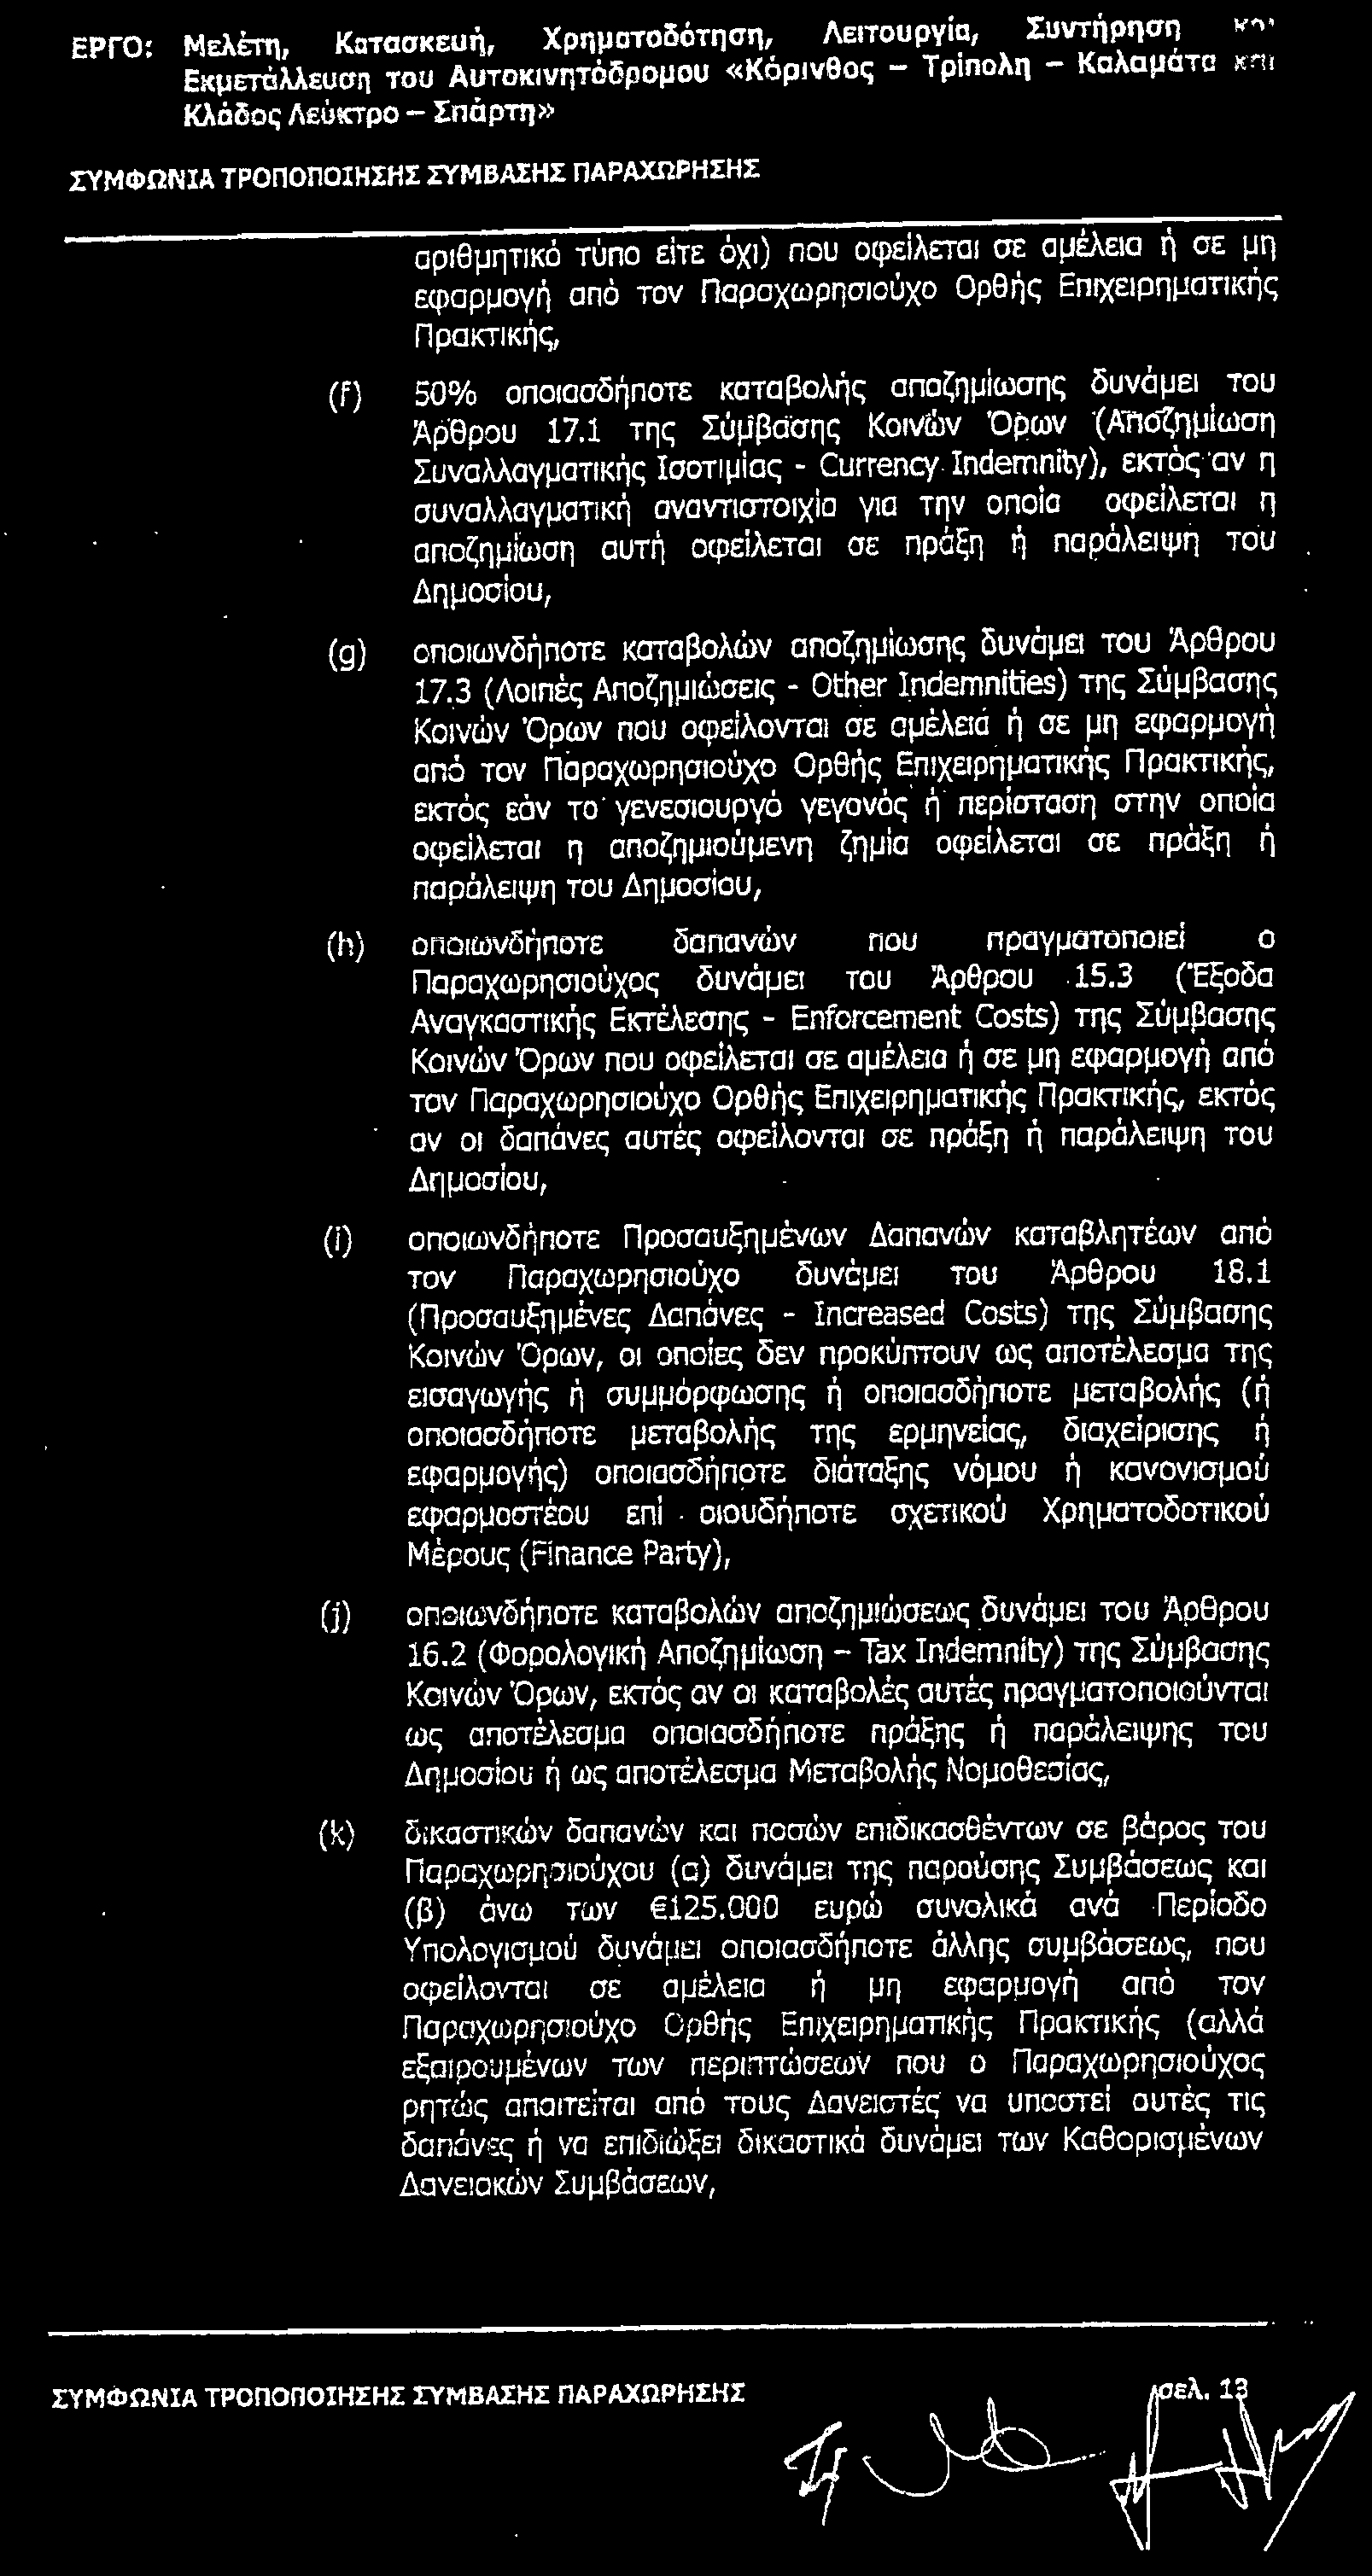 ΕΡΓΟ: Μελέτη, Κατασκευή, Χρηματοδότηση, Λειτουργία, Συντήρηση και
Εκμετάλλευση του Αυτοκινητόδρομου «Κόρινθος – Τρίπολη – Καλαμάτα και
Κλάδος Λεύκτρο – Σπάρτη»
ΣΥΜΦΩΝΙΑ ΤΡΟΠΟΠΟΙΗΣΗΣ ΣΥΜΒΑΣΗΣ ΠΑΡΑΧΩΡΗΣΗΣ
αριθμητικό τύπο είτε όχι) που οφείλεται σε αμέλεια ή σε μη
εφαρμογή από τον Παραχωρησιούχο Ορθής Επιχειρηματικής
Πρακτικής,
(f) 50% οποιασδήποτε καταβολής αποζημίωσης δυνάμει του
Άρθρου 17.1 της Σύμβασης Κοινών Όρων (Αποζημίωση
Συναλλαγματικής Ισοτιμίας - Currency Indemnity), εκτός αν η
συναλλαγματική αναντιστοιχία για την οποία οφείλεται η
αποζημίωση αυτή οφείλεται σε πράξη ή παράλειψη του
Δημοσίου,
(g) οποιωνδήποτε καταβολών αποζημίωσης δυνάμει του Άρθρου
17.3 (Λοιπές Αποζημιώσεις - Other Indemnities) της Σύμβασης
Κοινών Όρων που οφείλονται σε αμέλειά ή σε μη εφαρμογή
από τον Παραχωρησιούχο Ορθής Επιχειρηματικής Πρακτικής,
εκτός εάν το γενεσιουργό γεγονός ή περίσταση στην οποία
οφείλεται η αποζημιούμενη ζημία οφείλεται σε πράξη ή
παράλειψη του Δημοσίου,
(h) οποιωνδήποτε δαπανών που πραγματοποιεί ο
Παραχωρησιούχος δυνάμει του Άρθρου 15.3 (Έξοδα
Αναγκαστικής Εκτέλεσης - Enforcement Costs) της Σύμβασης
Κοινών Όρων που οφείλεται σε αμέλεια ή σε μη εφαρμογή από
τον Παραχωρησιούχο Ορθής Επιχειρηματικής Πρακτικής, εκτός
αν οι δαπάνες αυτές οφείλονται σε πράξη ή παράλειψη του
Δημοσίου,
(i) οποιωνδήποτε Προσαυξημένων Δαπανών καταβλητέων από
τον Παραχωρησιούχο δυνάμει του Άρθρου 18.1
(Προσαυξημένες Δαπάνες - Increased Costs) της Σύμβασης
Κοινών Όρων, οι οποίες δεν προκύπτουν ως αποτέλεσμα της
εισαγωγής ή συμμόρφωσης ή οποιασδήποτε μεταβολής (ή
οποιασδήποτε μεταβολής της ερμηνείας, διαχείρισης ή
εφαρμογής) οποιασδήποτε διάταξης νόμου ή κανονισμού
εφαρμοστέου επί οιουδήποτε σχετικού Χρηματοδοτικού
Μέρους (Finance Party),
(j) οποιωνδήποτε καταβολών αποζημιώσεως δυνάμει του Άρθρου
16.2 (Φορολογική Αποζημίωση – Tax Indemnity) της Σύμβασης
Κοινών Όρων, εκτός αν οι καταβολές αυτές πραγματοποιούνται
ως αποτέλεσμα οποιασδήποτε πράξης ή παράλειψης του
Δημοσίου ή ως αποτέλεσμα Μεταβολής Νομοθεσίας,
(k) δικαστικών δαπανών και ποσών επιδικασθέντων σε βάρος του
Παραχωρησιούχου (α) δυνάμει της παρούσης Συμβάσεως και
(β) άνω των €125.000 ευρώ συνολικά ανά Περίοδο
Υπολογισμού δυνάμει οποιασδήποτε άλλης συμβάσεως, που
οφείλονται σε αμέλεια ή μη εφαρμογή από τον
Παραχωρησιούχο Ορθής Επιχειρηματικής Πρακτικής (αλλά
εξαιρουμένων των περιπτώσεων που ο Παραχωρησιούχος
ρητώς απαιτείται από τους Δανειστές να υποστεί αυτές τις
δαπάνες ή να επιδιώξει δικαστικά δυνάμει των Καθορισμένων
Δανειακών Συμβάσεων,
ΣΥΜΦΩΝΙΑ ΤΡΟΠΟΠΟΙΗΣΗΣ ΣΥΜΒΑΣΗΣ ΠΑΡΑΧΩΡΗΣΗΣ σελ. 13